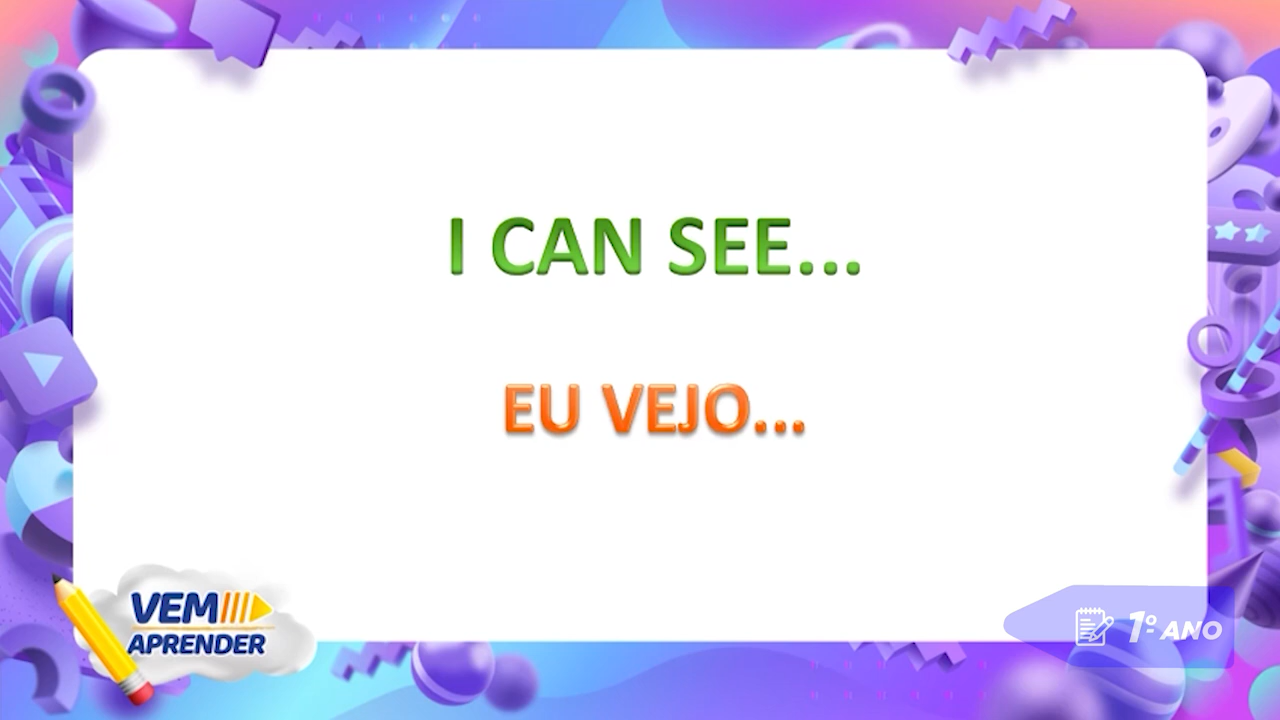 I CAN SEE...
EU VEJO...
VEM
APRENDER
1º ANO